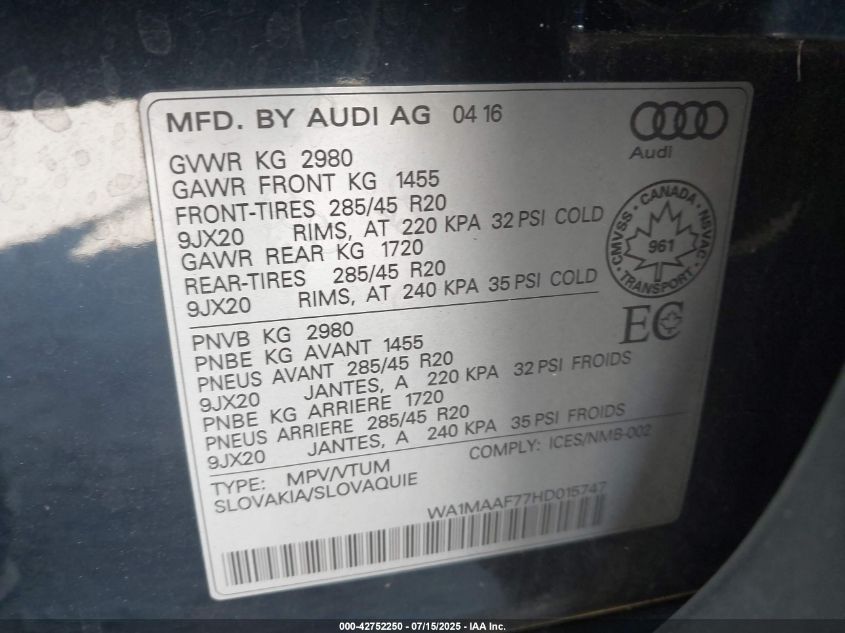 MFD. BY AUDI AG 04 16
Audi
GVWR KG 2980
GAWR FRONT KG 1455
FRONT-TIRES 285/45 R20
9JX20 RIMS, AT 220 KPA 32 PSI COLD
GAWR REAR KG 1720
REAR-TIRES 285/45 R20
9JX20 RIMS, AT 240 KPA 35 PSI COLD
CANADA
CMVSS NSVAC
961
TRANSPORT
EC
PNVB KG 2980
PNBE KG AVANT 1455
PNEUS AVANT 285/45 R20
9JX20 JANTES, A 220 KPA 32 PSI FROIDS
PNBE KG ARRIERE 1720
PNEUS ARRIERE 285/45 R20
9JX20 JANTES, A 240 KPA 35 PSI FROIDS
TYPE: MPV/VTUM COMPLY: ICES/NMB-002
SLOVAKIA/SLOVAQUIE
WA1MAAF77HD015747
000-42752250 - 07/15/2025 - IAA Inc.